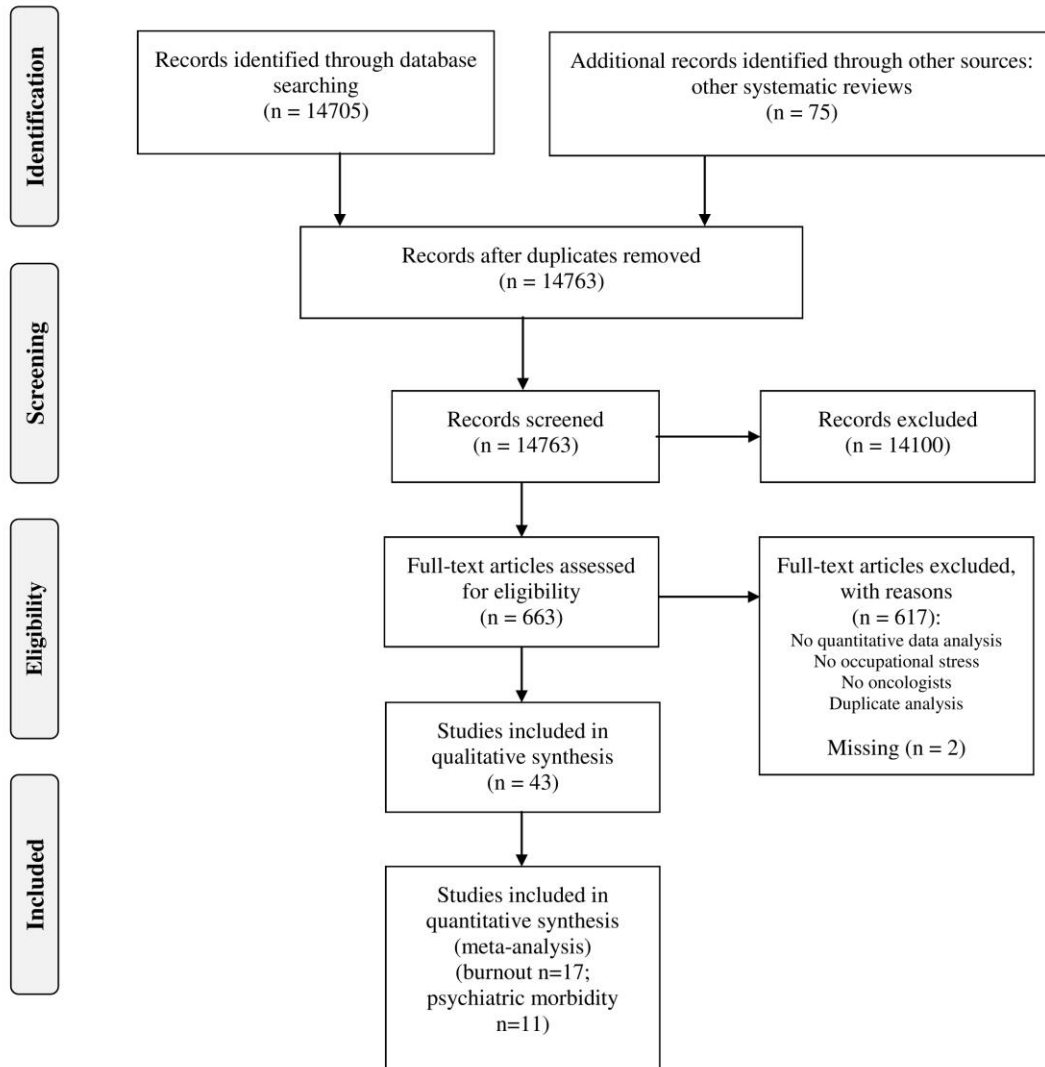 Identification
Records identified through database
searching
(n = 14705)
Additional records identified through other sources:
other systematic reviews
(n = 75)
Records after duplicates removed
(n = 14763)
Screening
Records screened
(n = 14763)
Records excluded
(n = 14100)
Eligibility
Full-text articles assessed
for eligibility
(n = 663)
Full-text articles excluded,
with reasons
(n = 617):
No quantitative data analysis
No occupational stress
No oncologists
Duplicate analysis
Missing (n = 2)
Studies included in
qualitative synthesis
(n = 43)
Included
Studies included in
quantitative synthesis
(meta-analysis)
(burnout n=17;
psychiatric morbidity
n=11)